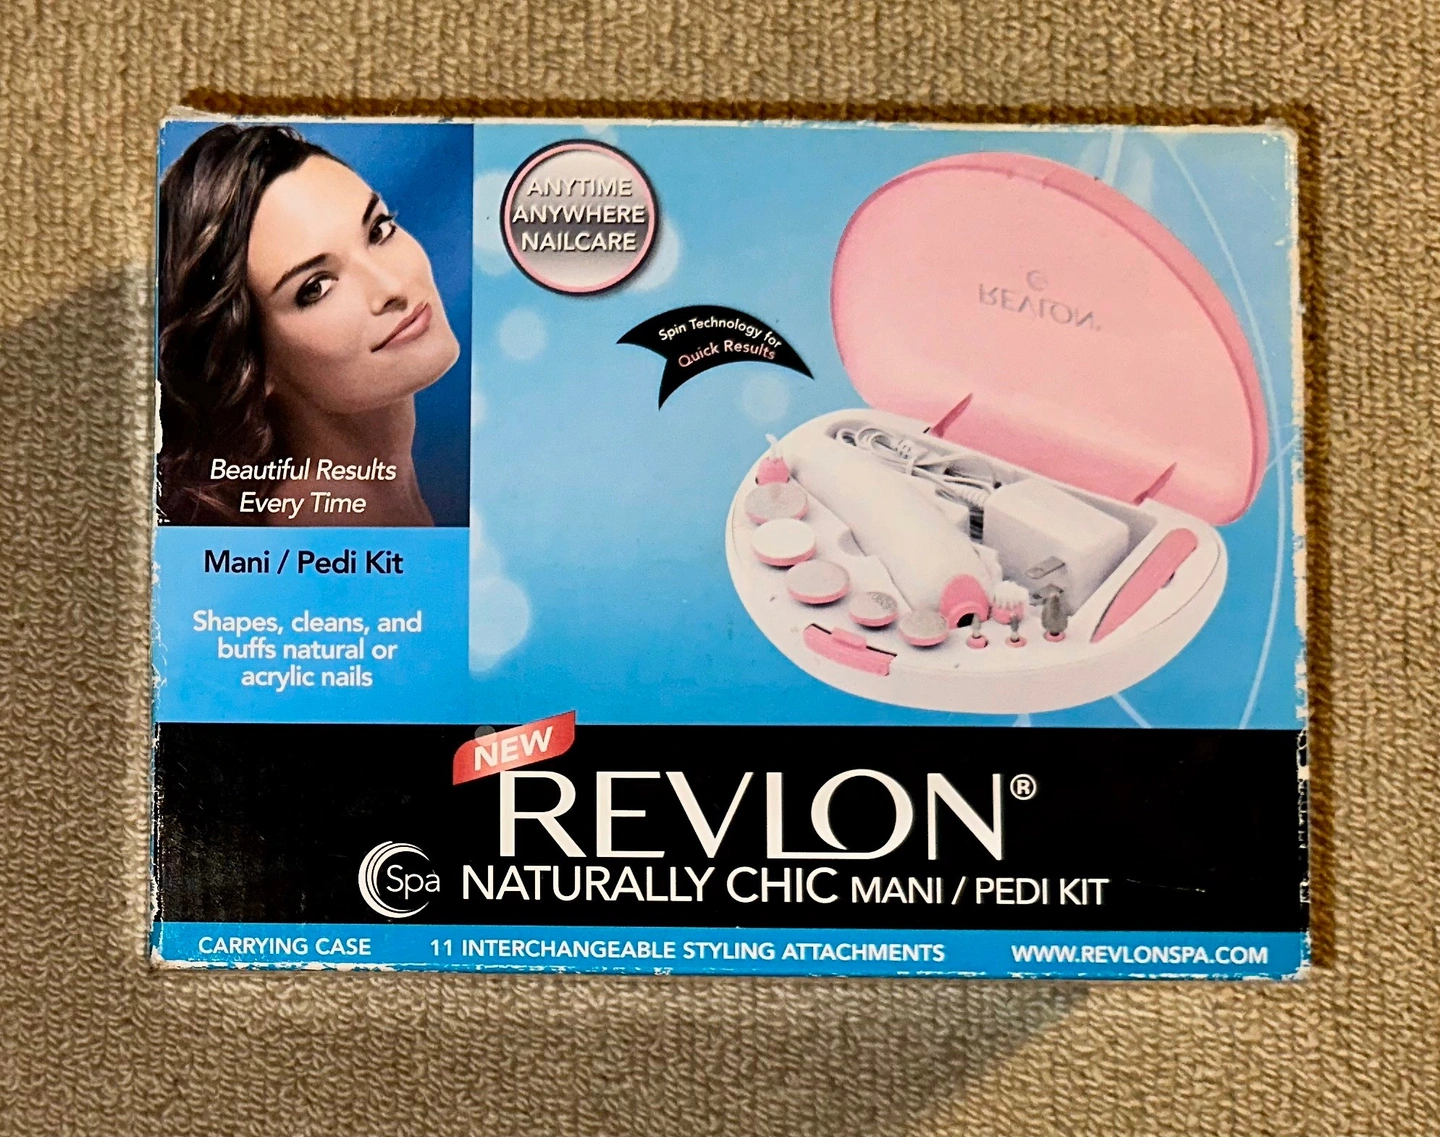 ANYTIME
ANYWHERE
NAILCARE
Spin Technology for
Quick Results
REVLON
Beautiful Results
Every Time
Mani / Pedi Kit
Shapes, cleans, and
buffs natural or
acrylic nails
NEW
REVLON®
Spa NATURALLY CHIC MANI / PEDI KIT
CARRYING CASE 11 INTERCHANGEABLE STYLING ATTACHMENTS WWW.REVLONSPA.COM